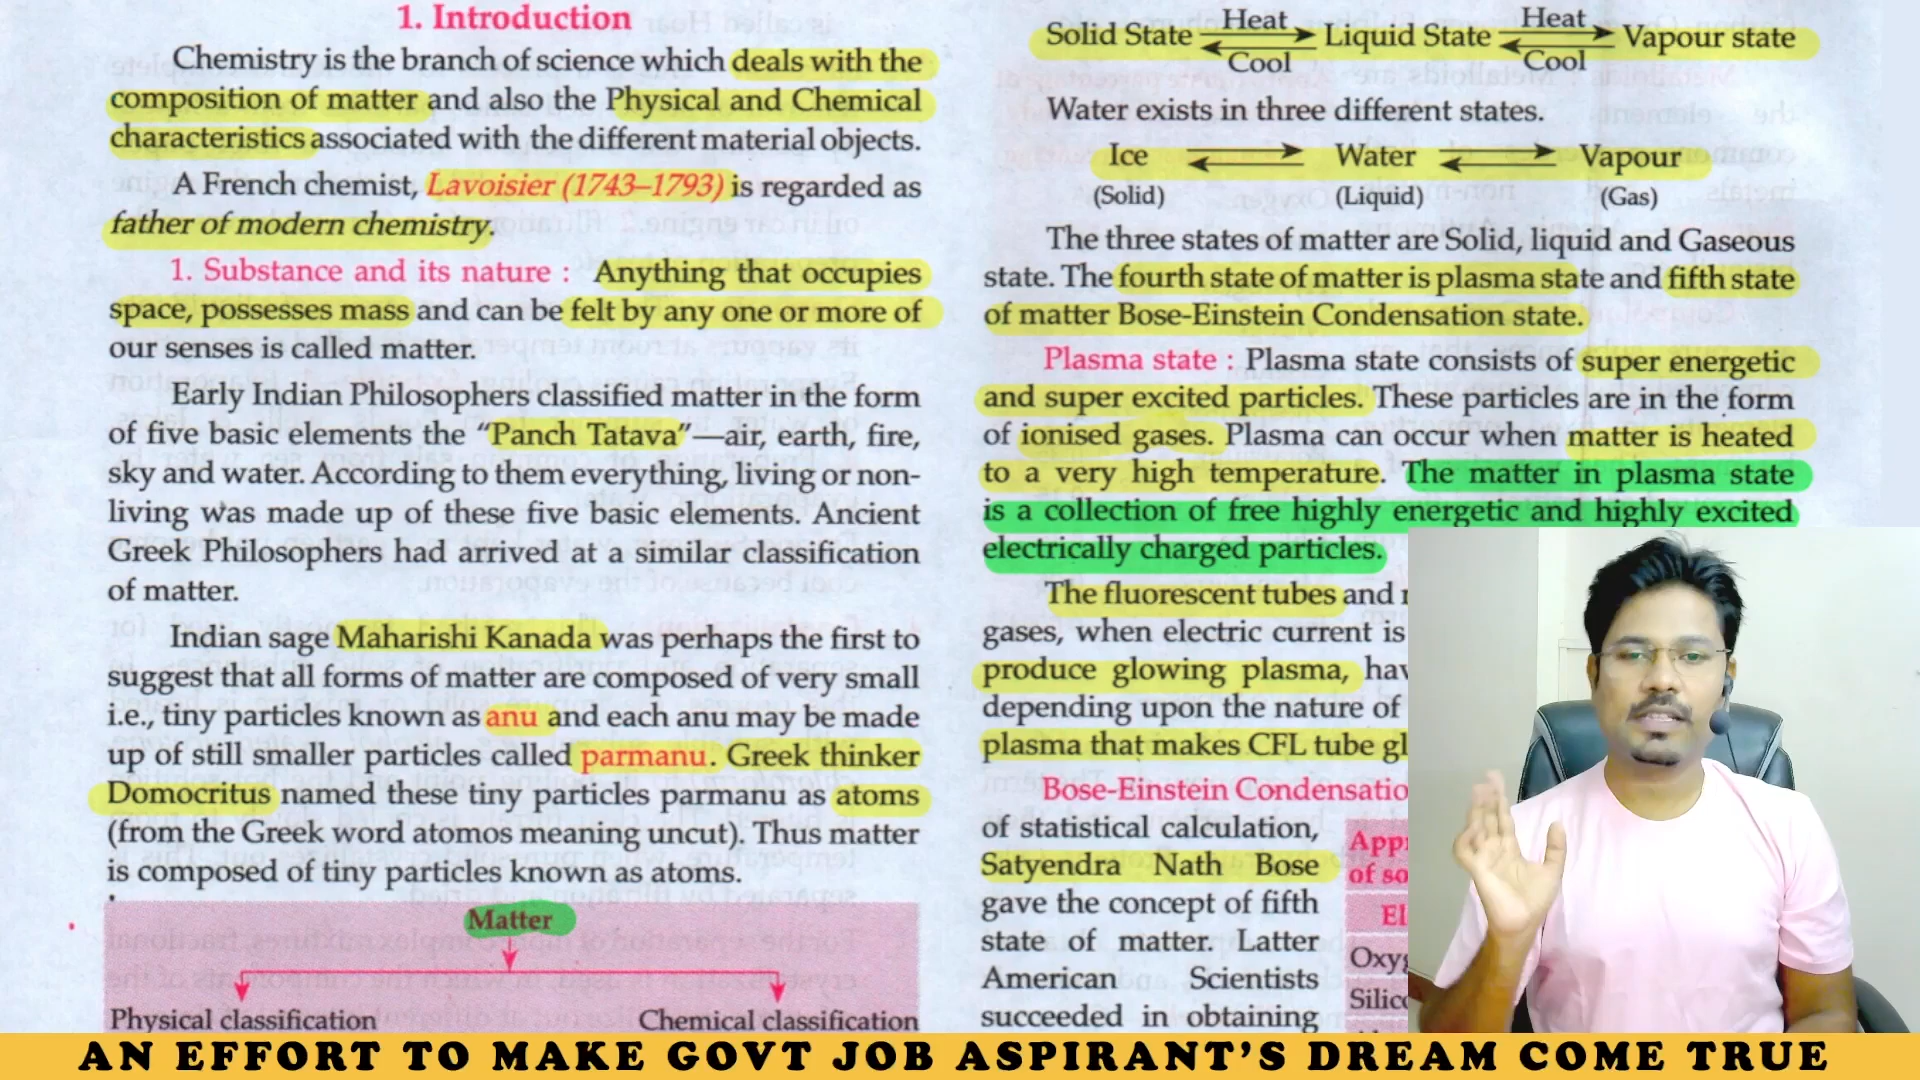 1. Introduction
Chemistry is the branch of science which deals with the
composition of matter and also the Physical and Chemical
characteristics associated with the different material objects.
A French chemist, Lavoisier (1743–1793) is regarded as
father of modern chemistry.
1. Substance and its nature : Anything that occupies
space, possesses mass and can be felt by any one or more of
our senses is called matter.
Early Indian Philosophers classified matter in the form
of five basic elements the “Panch Tatava”—air, earth, fire,
sky and water. According to them everything, living or non-
living was made up of these five basic elements. Ancient
Greek Philosophers had arrived at a similar classification
of matter.
Indian sage Maharishi Kanada was perhaps the first to
suggest that all forms of matter are composed of very small
i.e., tiny particles known as anu and each anu may be made
up of still smaller particles called parmanu. Greek thinker
Domocritus named these tiny particles parmanu as atoms
(from the Greek word atomos meaning uncut). Thus matter
is composed of tiny particles known as atoms.
Matter
Physical classification Chemical classification
Heat Heat
Solid State Liquid State Vapour state
Cool Cool
Water exists in three different states.
Ice Water Vapour
(Solid) (Liquid) (Gas)
The three states of matter are Solid, liquid and Gaseous
state. The fourth state of matter is plasma state and fifth state
of matter Bose-Einstein Condensation state.
Plasma state : Plasma state consists of super energetic
and super excited particles. These particles are in the form
of ionised gases. Plasma can occur when matter is heated
to a very high temperature. The matter in plasma state
is a collection of free highly energetic and highly excited
electrically charged particles.
The fluorescent tubes and
gases, when electric current is
produce glowing plasma,
depending upon the nature of
plasma that makes CFL tube
Bose-Einstein
of statistical calculation,
Satyendra Nath Bose
gave the concept of fifth
state of matter. Latter
American Scientists
succeeded in obtaining
of
AN EFFORT TO MAKE GOVT JOB ASPIRANT’S DREAM COME TRUE